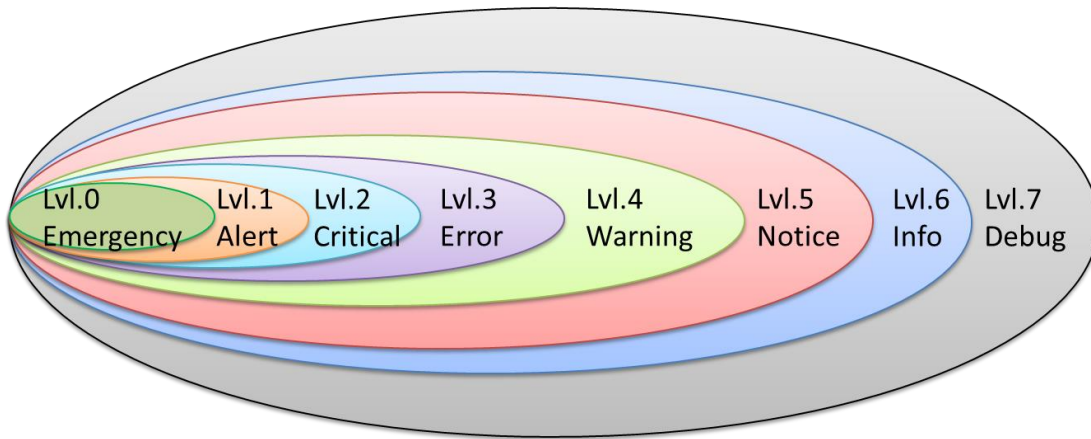 Lvl.0
Emergency
Lvl.1
Alert
Lvl.2
Critical
Lvl.3
Error
Lvl.4
Warning
Lvl.5
Notice
Lvl.6
Info
Lvl.7
Debug